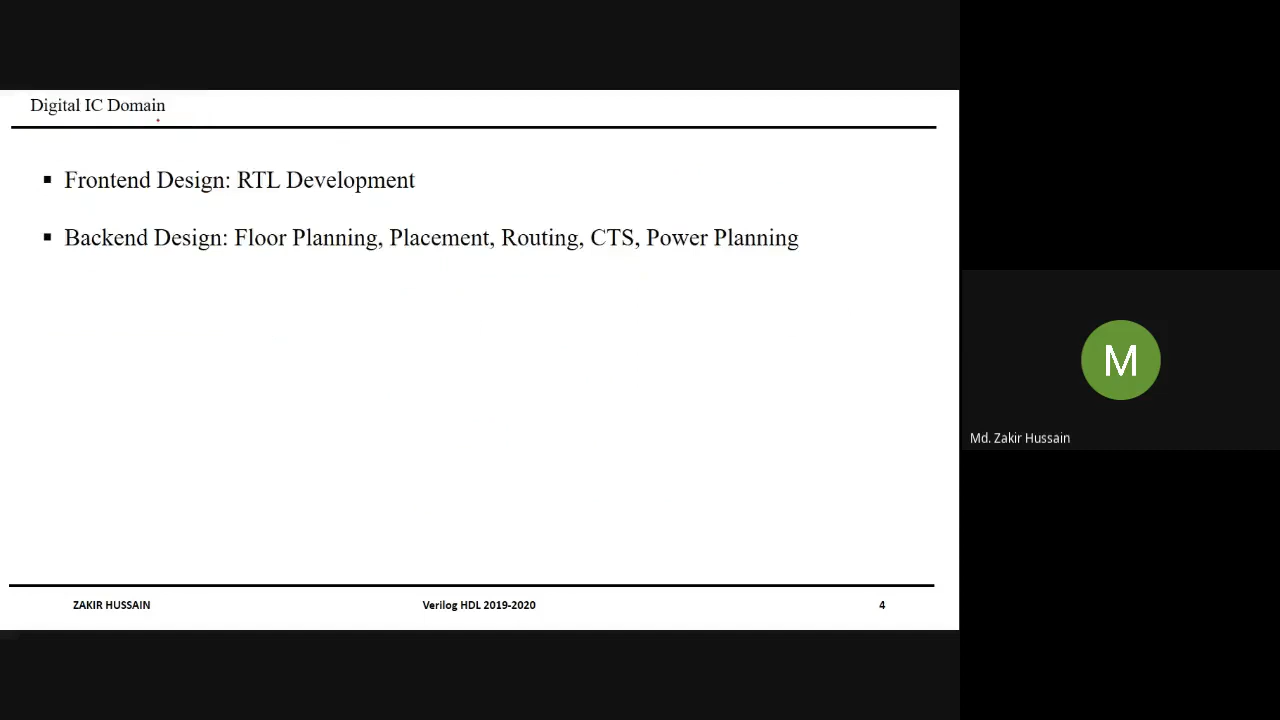 Digital IC Domain
▪ Frontend Design: RTL Development
▪ Backend Design: Floor Planning, Placement, Routing, CTS, Power Planning
M
Md. Zakir Hussain
ZAKIR HUSSAIN Verilog HDL 2019-2020 4